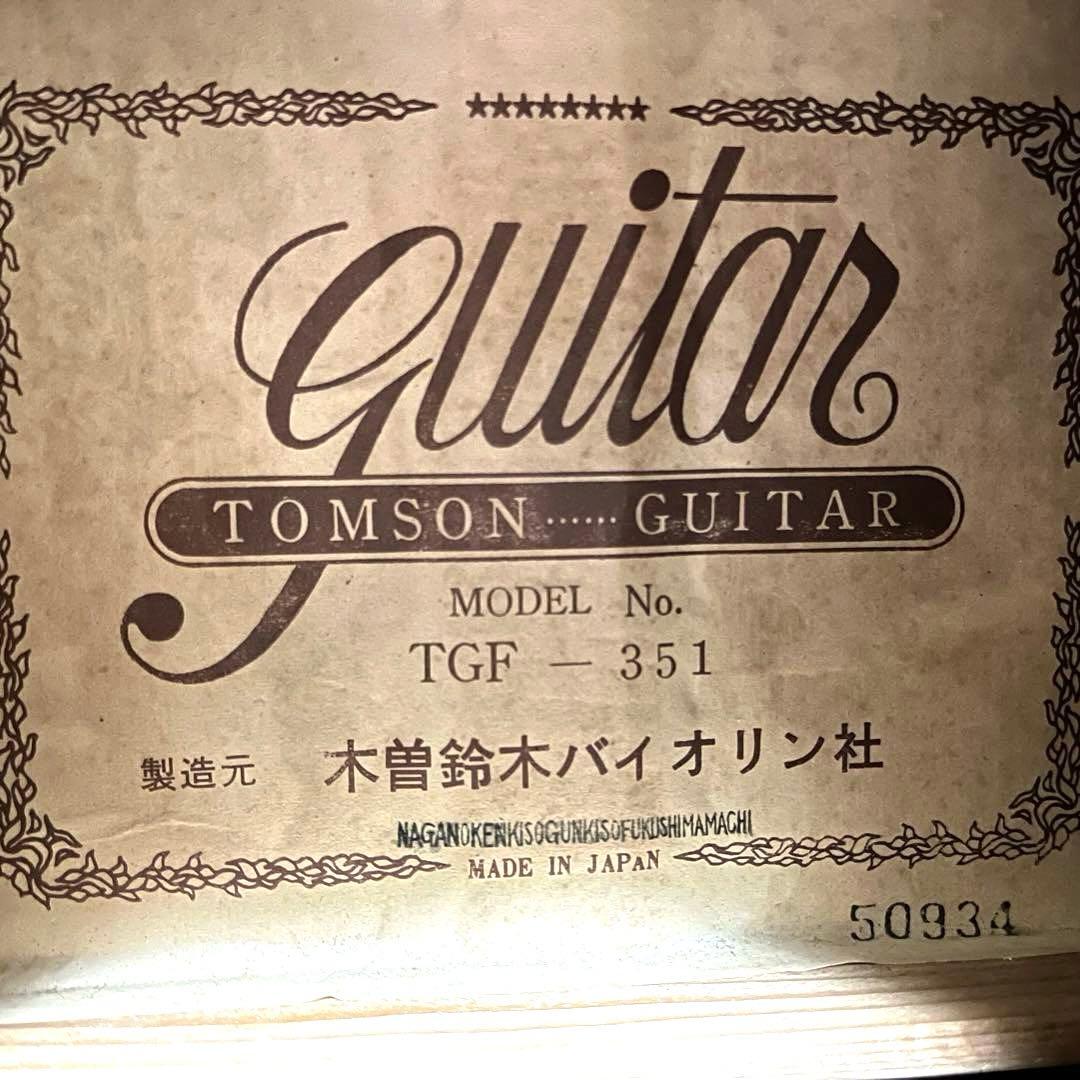 guitar
TOMSON ······ GUITAR
MODEL No.
TGF — 351
製造元 木曽鈴木バイオリン社
NAGANOKENKISOGUNKISOFUKUSHIMAMACHI
MADE IN JAPAN
50934